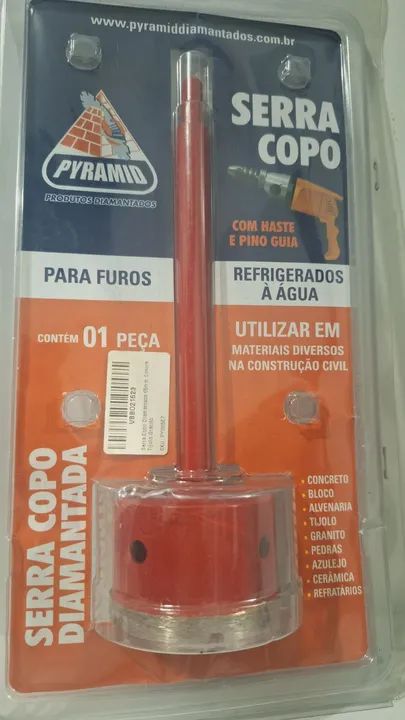 www.pyramiddiamantados.com.br
PYRAMID
PRODUTOS DIAMANTADOS
SERRA
COPO
COM HASTE
E PINO GUIA
PARA FUROS
REFRIGERADOS
À ÁGUA
CONTÉM 01 PEÇA
UTILIZAR EM
MATERIAIS DIVERSOS
NA CONSTRUÇÃO CIVIL
VBBO21623
SERRA COPO
DIAMANTADA
• CONCRETO
• BLOCO
• ALVENARIA
• TIJOLO
• GRANITO
• PEDRAS
• AZULEJO
• CERÂMICA
• REFRATÁRIOS